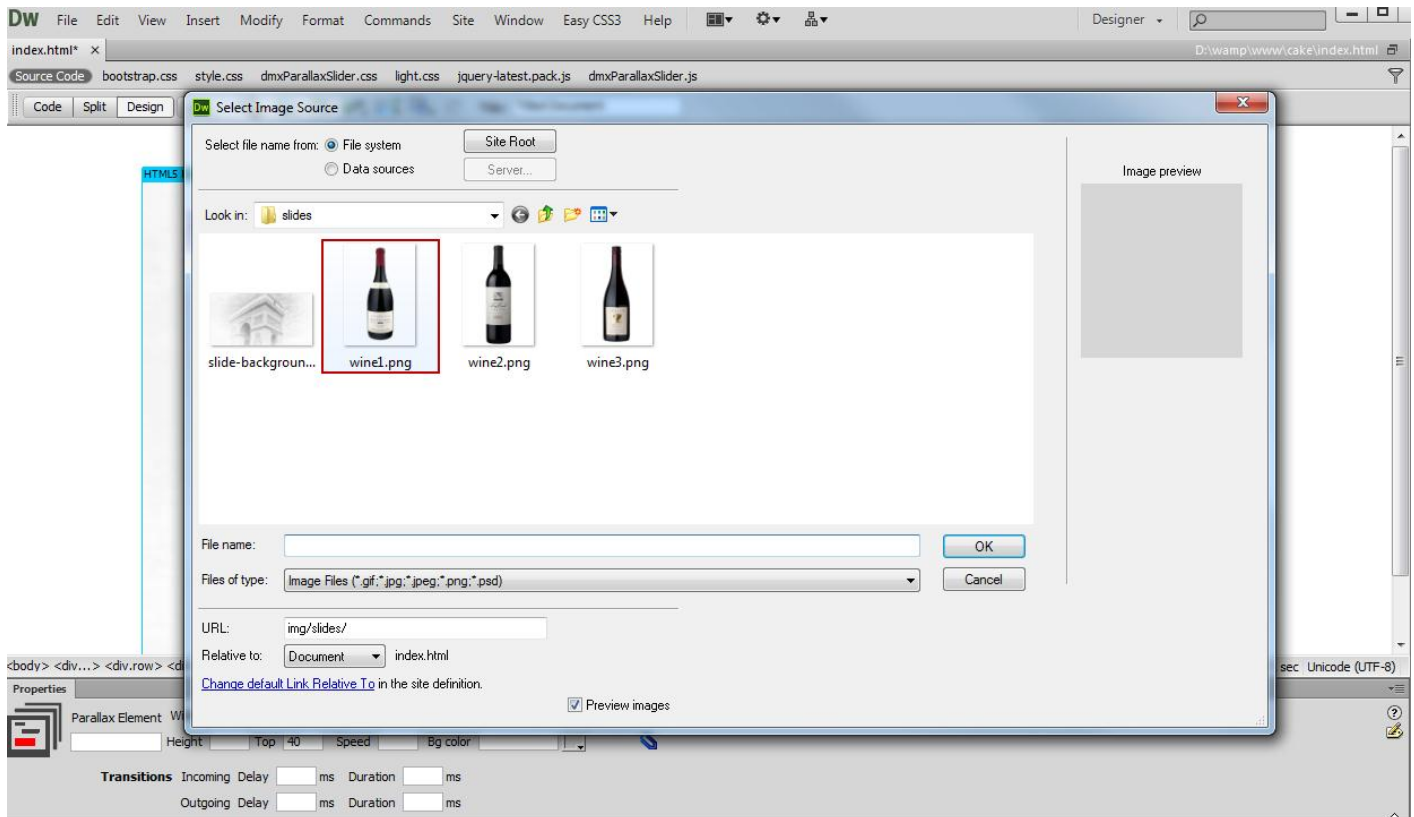 DW File Edit View Insert Modify Format Commands Site Window Easy CSS3 Help Designer
index.html* × D:\wamp\www\cake\index.html
Source Code bootstrap.css style.css dmxParallaxSlider.css light.css jquery-latest.pack.js dmxParallaxSlider.js
Code Split Design
Dw Select Image Source
Select file name from: File system Site Root
Data sources Server...
HTML5
Image preview
Look in: slides
slide-backgroun... wine1.png wine2.png wine3.png
File name: OK
Files of type: Image Files (*.gif;*.jpg;*.jpeg;*.png;*.psd) Cancel
URL: img/slides/
Relative to: Document index.html
Change default Link Relative To in the site definition.
Preview images
<body> <div...> <div.row> <di sec Unicode (UTF-8)
Properties
Parallax Element Wi
Height Top 40 Speed Bg color
Transitions Incoming Delay ms Duration ms
Outgoing Delay ms Duration ms